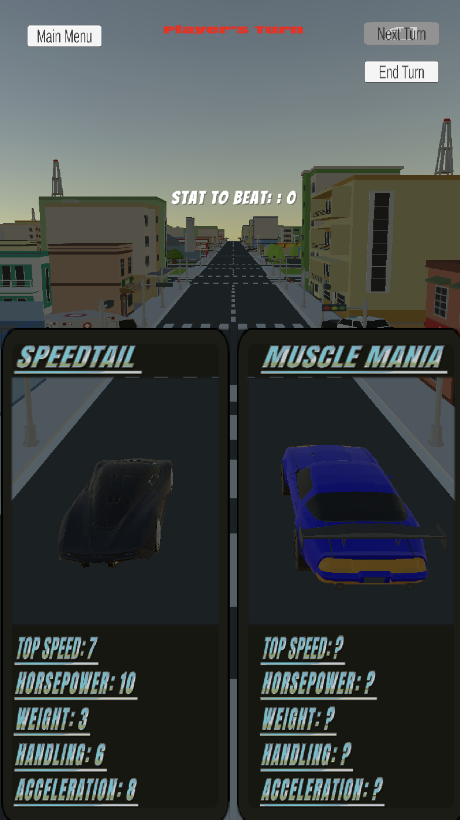 Player's Turn
Main Menu
Next Turn
End Turn
STAT TO BEAT: : 0
SPEEDTAIL
TOP SPEED: 7
HORSEPOWER: 10
WEIGHT: 3
HANDLING: 6
ACCELERATION: 8
MUSCLE MANIA
TOP SPEED: ?
HORSEPOWER: ?
WEIGHT: ?
HANDLING: ?
ACCELERATION: ?